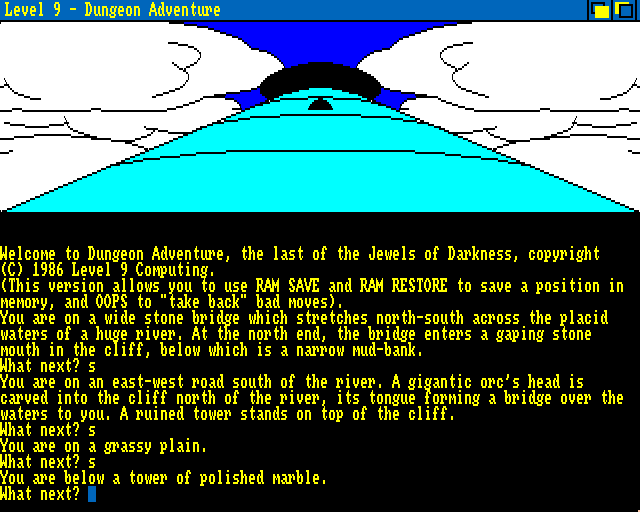 Level 9 - Dungeon Adventure
Welcome to Dungeon Adventure, the last of the Jewels of Darkness, copyright
(C) 1986 Level 9 Computing.
(This version allows you to use RAM SAVE and RAM RESTORE to save a position in
memory, and OOPS to "take back" bad moves).
You are on a wide stone bridge which stretches north-south across the placid
waters of a huge river. At the north end, the bridge enters a gaping stone
mouth in the cliff, below which is a narrow mud-bank.
What next? s
You are on an east-west road south of the river. A gigantic orc's head is
carved into the cliff north of the river, its tongue forming a bridge over the
waters to you. A ruined tower stands on top of the cliff.
What next? s
You are on a grassy plain.
What next? s
You are below a tower of polished marble.
What next?